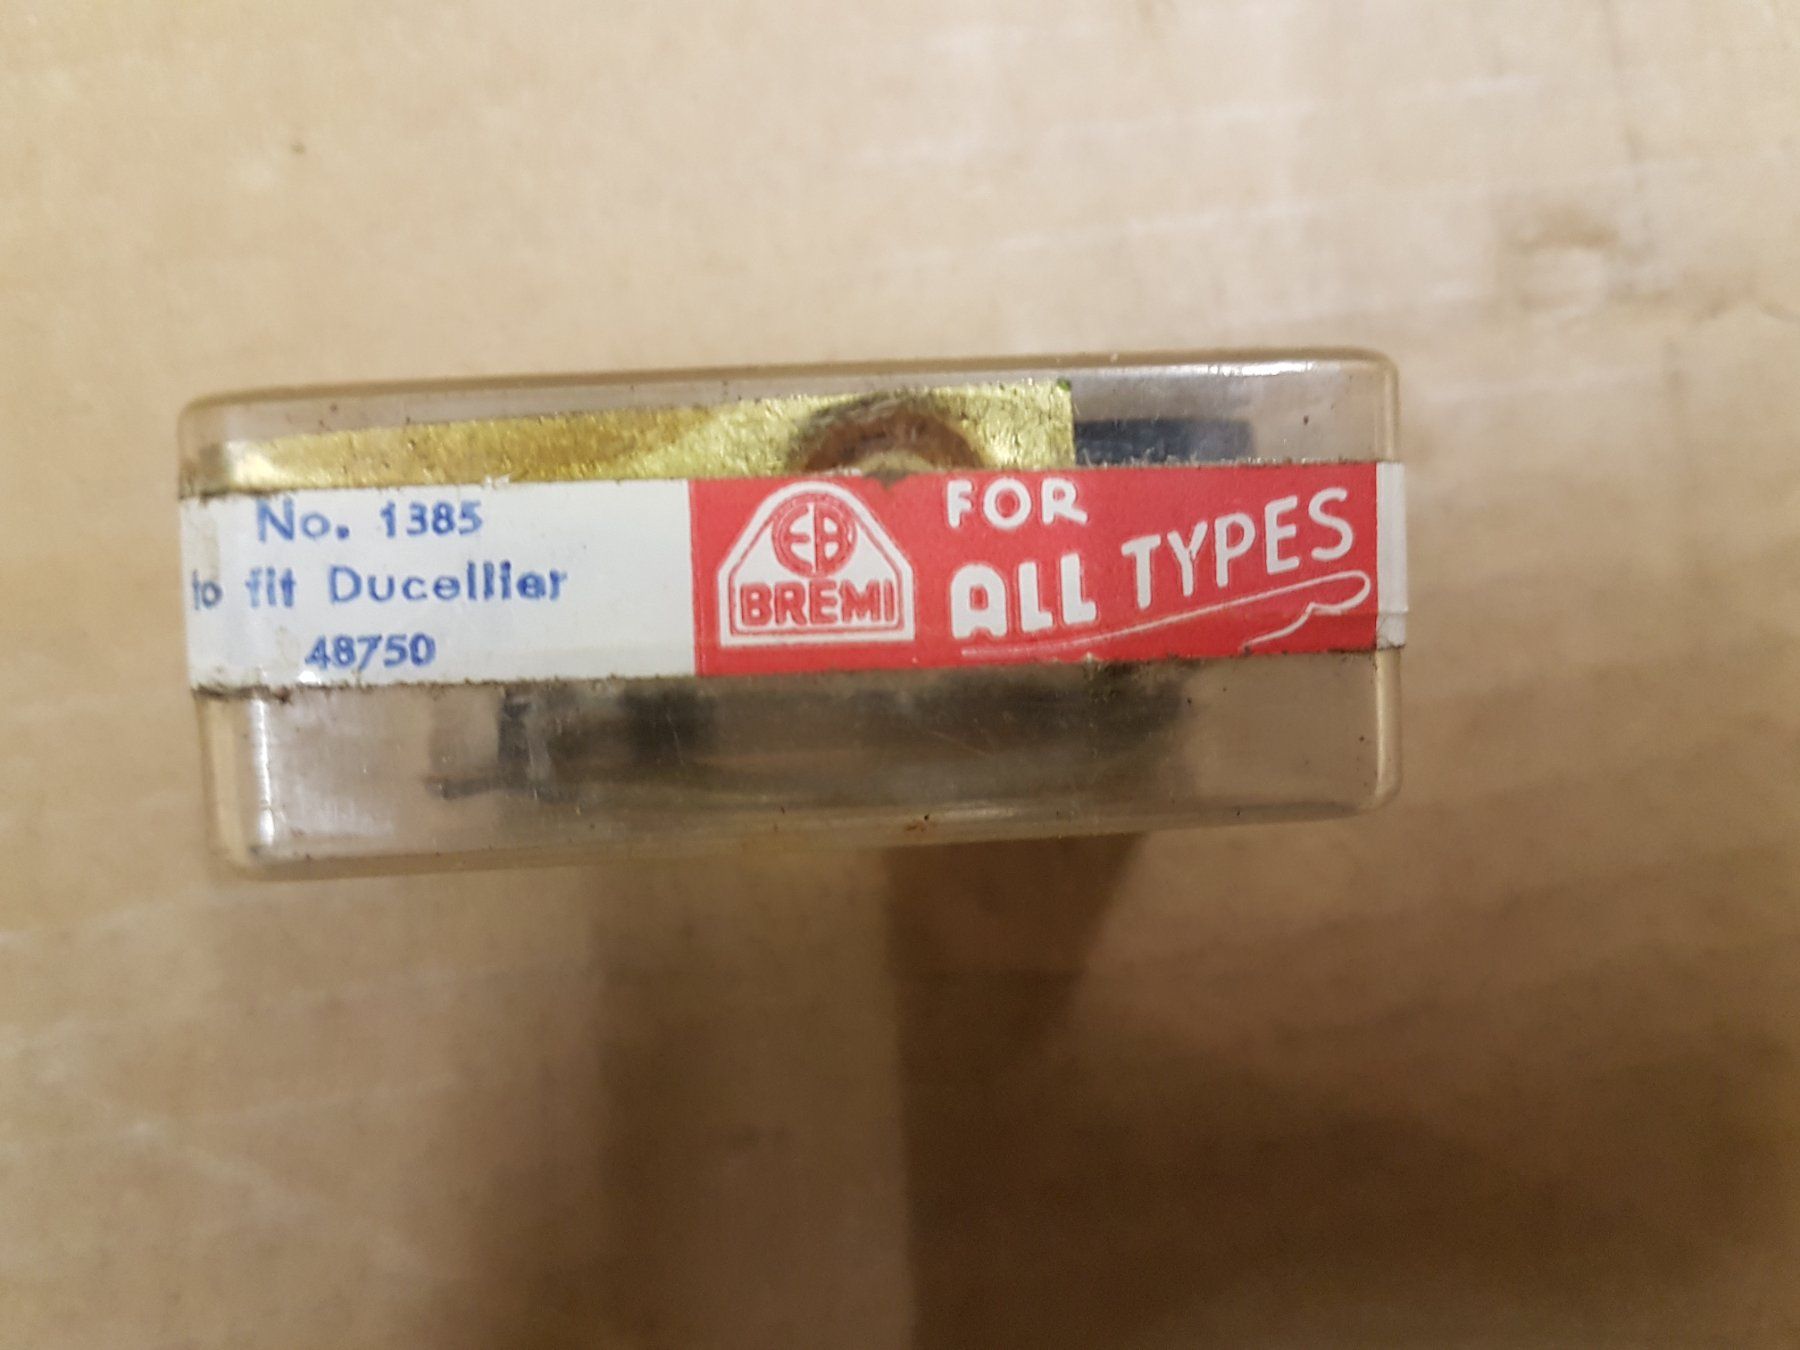 No. 1385
to fit Ducellier
48750
EB
BREMI
FOR
ALL TYPES